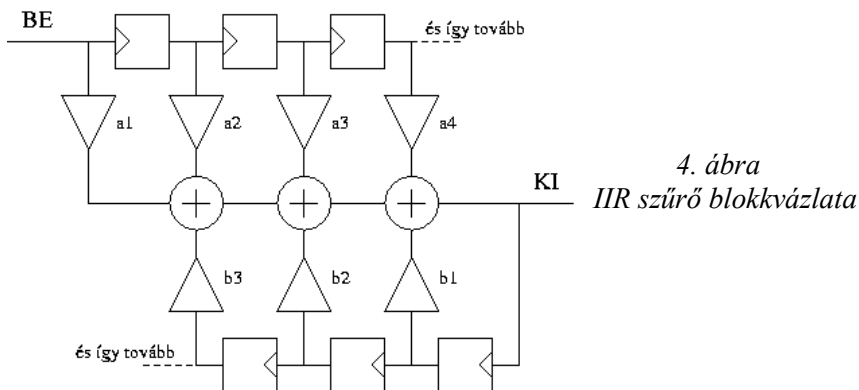 BE
és így tovább
a1
a2
a3
a4
KI
4. ábra
IIR szűrő blokkvázlata
b3
b2
b1
és így tovább